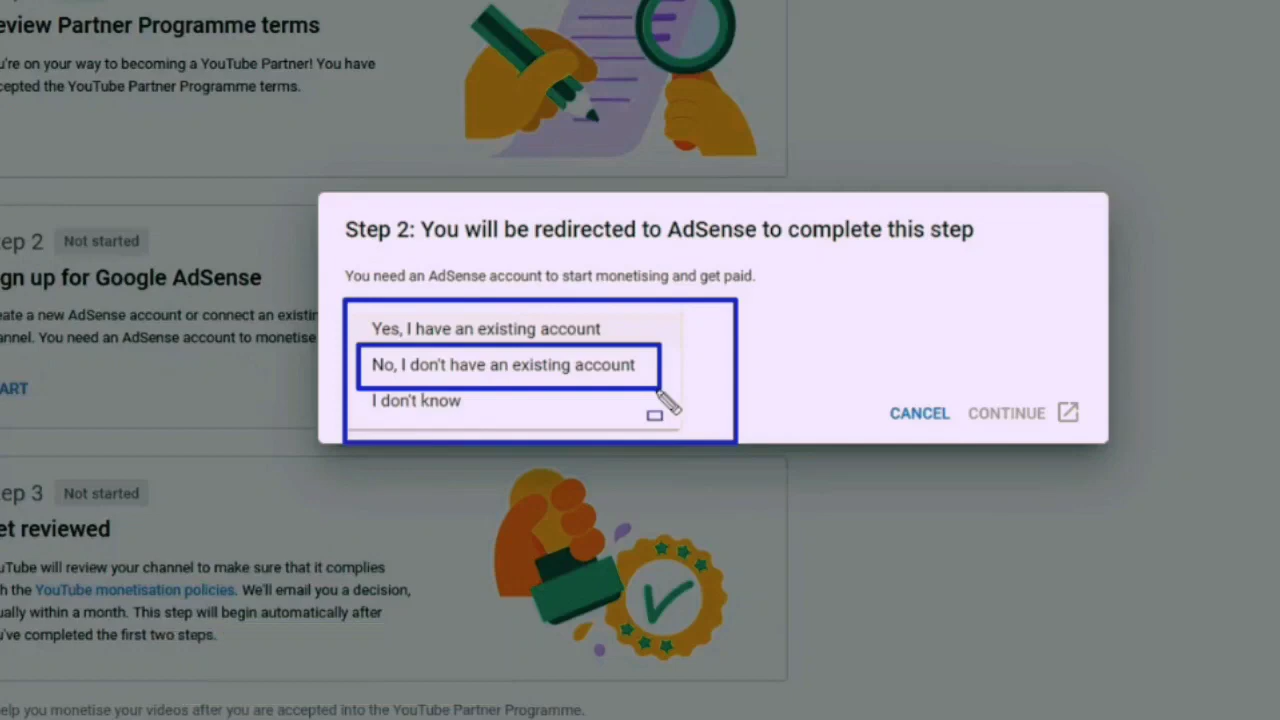 eview Partner Programme terms
're on your way to becoming a YouTube Partner! You have
cepted the YouTube Partner Programme terms.
ep 2 Not started
gn up for Google AdSense
eate a new AdSense account or connect an existin
annel. You need an AdSense account to monetise
ART
Step 2: You will be redirected to AdSense to complete this step
You need an AdSense account to start monetising and get paid.
Yes, I have an existing account
No, I don't have an existing account
I don't know
CANCEL CONTINUE
ep 3 Not started
et reviewed
uTube will review your channel to make sure that it complies
h the YouTube monetisation policies. We'll email you a decision,
ually within a month. This step will begin automatically after
u've completed the first two steps.
elp you monetise your videos after you are accepted into the YouTube Partner Programme.